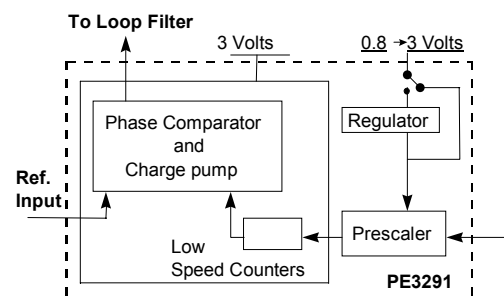 To Loop Filter
3 Volts
0.8 → 3 Volts
Phase Comparator
and
Charge pump
Regulator
Ref.
Input
Low
Speed Counters
Prescaler
PE3291